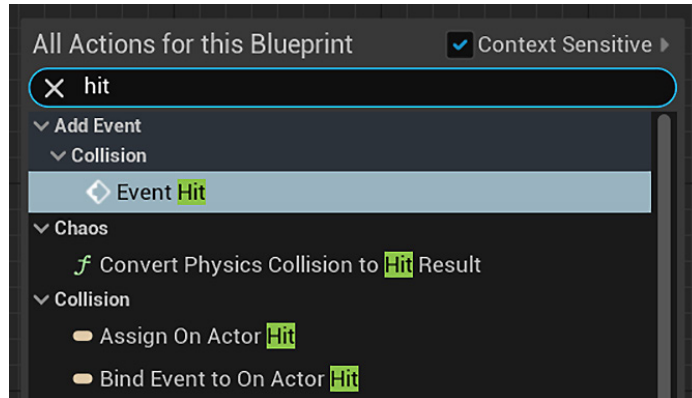 All Actions for this Blueprint Context Sensitive
hit
Add Event
Collision
Event Hit
Chaos
f Convert Physics Collision to Hit Result
Collision
Assign On Actor Hit
Bind Event to On Actor Hit